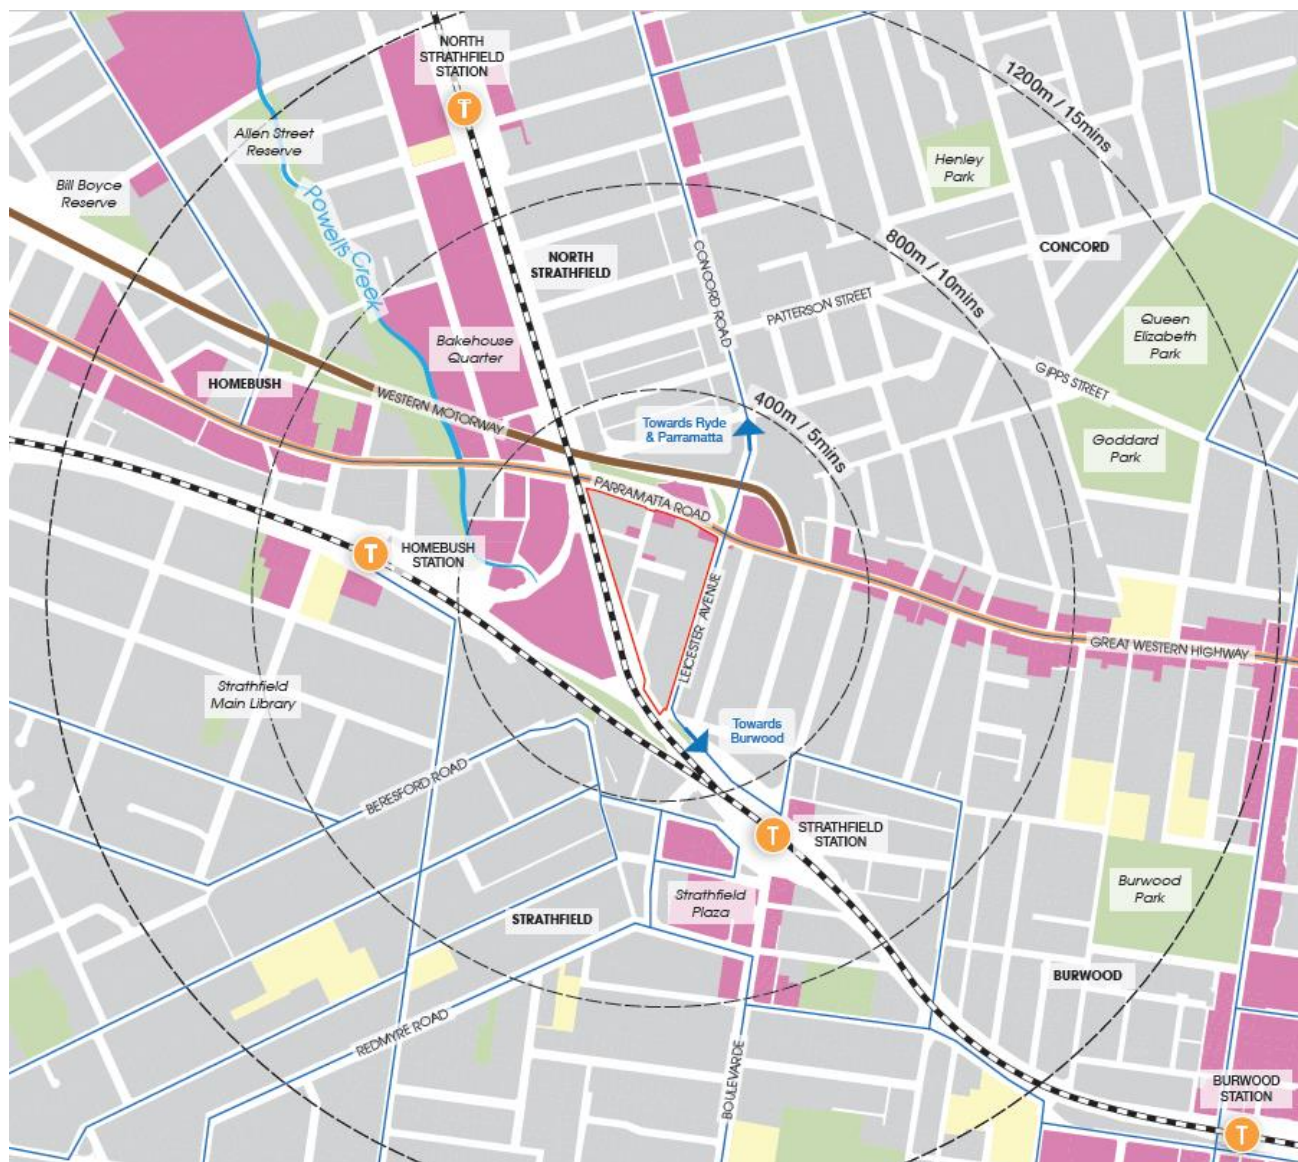 NORTH
STRATHFIELD
STATION
T
1200m / 15mins
Allen Street
Reserve
Henley
Park
Bill Boyce
Reserve
Powells Creek
800m / 10mins
CONCORD
NORTH
STRATHFIELD
CONCORD ROAD
PATTERSON STREET
Queen
Elizabeth
Park
Bakehouse
Quarter
GIPPS STREET
HOMEBUSH
WESTERN MOTORWAY
400m / 5mins
Towards Ryde
& Parramatta
Goddard
Park
PARRAMATTA ROAD
T
HOMEBUSH
STATION
LEICESTER AVENUE
GREAT WESTERN HIGHWAY
Strathfield
Main Library
Towards
Burwood
BERESFORD ROAD
T
STRATHFIELD
STATION
Strathfield
Plaza
Burwood
Park
STRATHFIELD
BURWOOD
REDMYRE ROAD
BOULEVARDE
BURWOOD
STATION
T